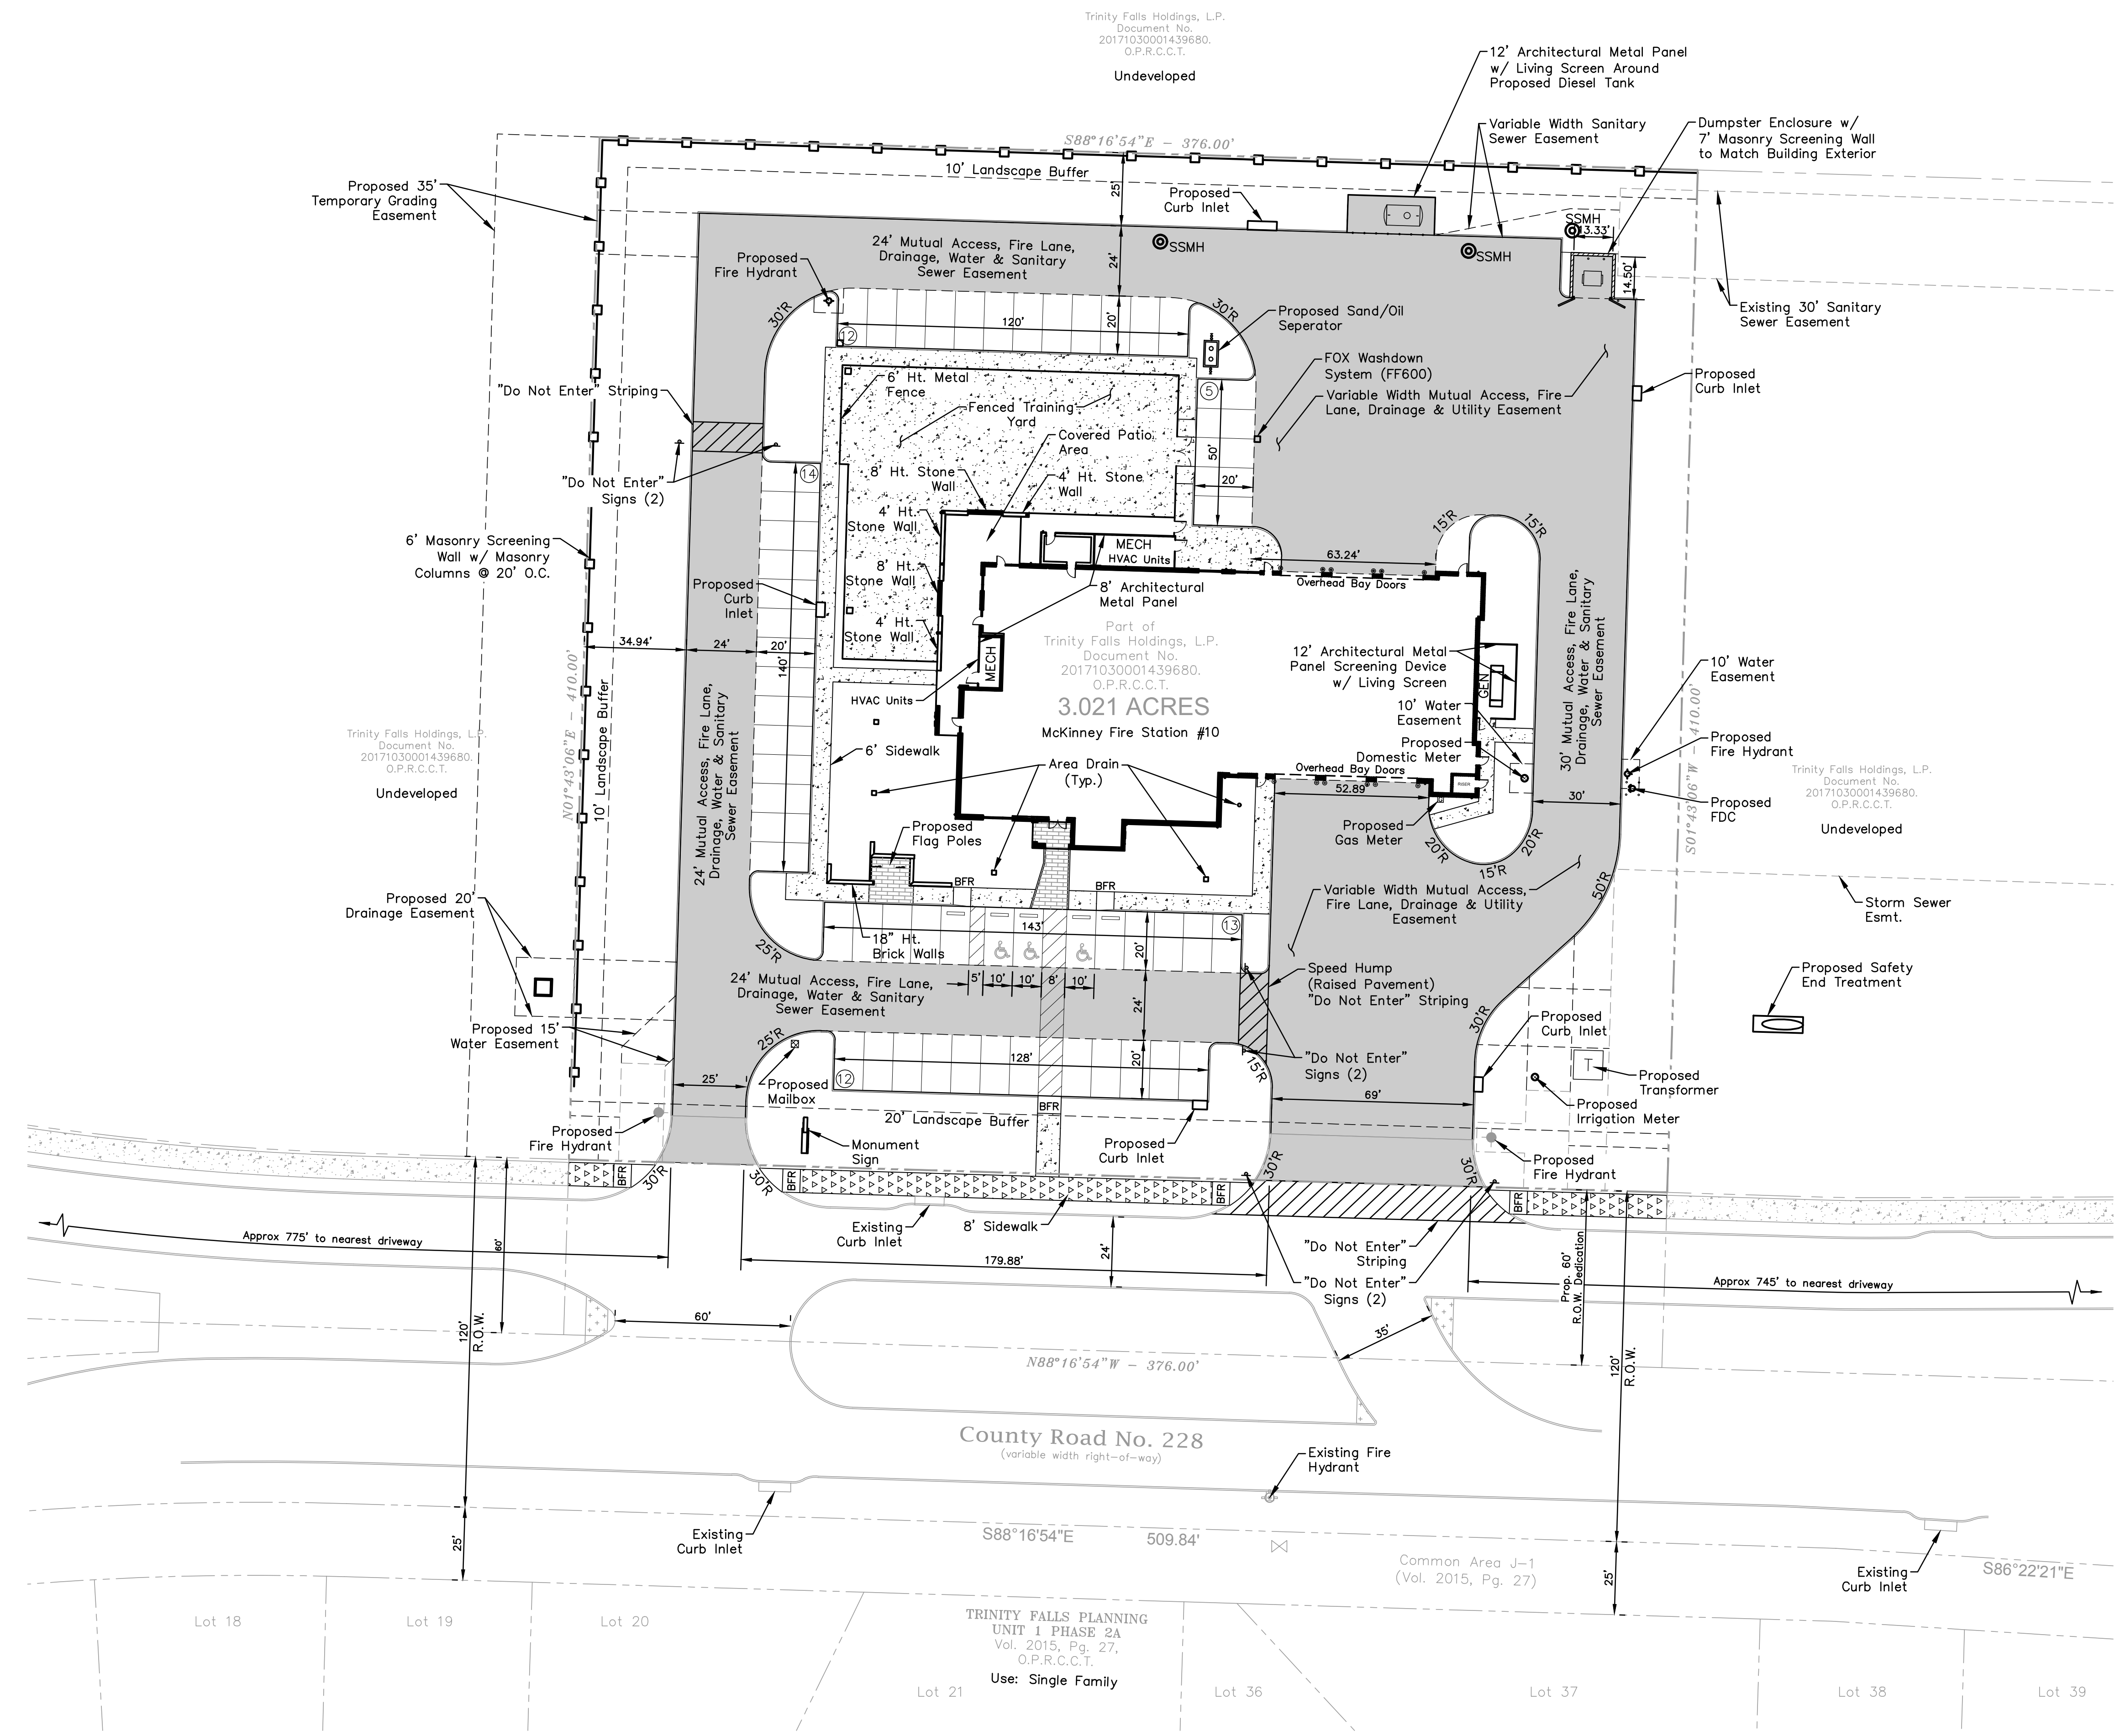 Trinity Falls Holdings, L.P.
Document No.
20171030001439680.
O.P.R.C.C.T.
Undeveloped
12' Architectural Metal Panel
w/ Living Screen Around
Proposed Diesel Tank
Variable Width Sanitary
Sewer Easement
Dumpster Enclosure w/
7' Masonry Screening Wall
to Match Building Exterior
S88°16'54"E - 376.00'
10' Landscape Buffer
25'
Proposed
Curb Inlet
Proposed 35'
Temporary Grading
Easement
SSMH
13.33'
14.50'
24' Mutual Access, Fire Lane,
Drainage, Water & Sanitary
Sewer Easement
24'
SSMH
SSMH
Proposed
Fire Hydrant
30'R
120'
20'
30'R
12
Proposed Sand/Oil
Seperator
Existing 30' Sanitary
Sewer Easement
FOX Washdown
System (FF600)
Variable Width Mutual Access, Fire
Lane, Drainage & Utility Easement
Proposed
Curb Inlet
"Do Not Enter" Striping
6' Ht. Metal
Fence
Fenced Training
Yard
5
Covered Patio
Area
50'
20'
14
"Do Not Enter"
Signs (2)
8' Ht. Stone
Wall
4' Ht. Stone
Wall
4' Ht.
Stone Wall
6' Masonry Screening
Wall w/ Masonry
Columns @ 20' O.C.
MECH
HVAC Units
15'R
15'R
63.24'
Overhead Bay Doors
8' Ht.
Stone Wall
Proposed
Curb
Inlet
8' Architectural
Metal Panel
4' Ht.
Stone Wall
Part of
Trinity Falls Holdings, L.P.
Document No.
20171030001439680.
O.P.R.C.C.T.
3.021 ACRES
McKinney Fire Station #10
34.94'
24'
20'
140'
MECH
HVAC Units
12' Architectural Metal
Panel Screening Device
w/ Living Screen
GEN
30' Mutual Access, Fire Lane,
Drainage, Water & Sanitary
Sewer Easement
10' Water
Easement
10' Water
Easement
N01°43'06"E - 410.00'
10' Landscape Buffer
24' Mutual Access, Fire Lane,
Drainage, Water & Sanitary
Sewer Easement
S01°43'06"W - 410.00'
Trinity Falls Holdings, L.P.
Document No.
20171030001439680.
O.P.R.C.C.T.
Undeveloped
6' Sidewalk
Area Drain
(Typ.)
Proposed
Domestic Meter
Proposed
Fire Hydrant
Overhead Bay Doors
52.89'
RISER
30'
Proposed
FDC
Trinity Falls Holdings, L.P.
Document No.
20171030001439680.
O.P.R.C.C.T.
Undeveloped
Proposed
Flag Poles
Proposed
Gas Meter
20'R
20'R
15'R
50'R
BFR
BFR
Proposed 20'
Drainage Easement
Variable Width Mutual Access,
Fire Lane, Drainage & Utility
Easement
Storm Sewer
Esmt.
143'
13
18" Ht.
Brick Walls
25'R
20'
24' Mutual Access, Fire Lane,
Drainage, Water & Sanitary
Sewer Easement
5'
10'
10'
8'
10'
24'
Speed Hump
(Raised Pavement)
"Do Not Enter" Striping
Proposed Safety
End Treatment
Proposed 15'
Water Easement
25'R
30'R
Proposed
Curb Inlet
"Do Not Enter"
Signs (2)
15'R
128'
20'
12
Proposed
Mailbox
25'
69'
T
Proposed
Transformer
Proposed
Irrigation Meter
20' Landscape Buffer
BFR
Proposed
Fire Hydrant
Monument
Sign
Proposed
Curb Inlet
Proposed
Fire Hydrant
BFR
30'R
30'R
BFR
BFR
30'R
30'R
BFR
Existing
Curb Inlet
8' Sidewalk
24'
"Do Not Enter"
Striping
"Do Not Enter"
Signs (2)
Approx 775' to nearest driveway
60'
179.88'
Prop. 60'
R.O.W. Dedication
Approx 745' to nearest driveway
120'
R.O.W.
60'
35'
120'
R.O.W.
N88°16'54"W - 376.00'
County Road No. 228
(variable width right-of-way)
Existing Fire
Hydrant
Existing
Curb Inlet
25'
S88°16'54"E
509.84'
Common Area J-1
(Vol. 2015, Pg. 27)
25'
Existing
Curb Inlet
S86°22'21"E
Lot 18
Lot 19
Lot 20
TRINITY FALLS PLANNING
UNIT 1 PHASE 2A
Vol. 2015, Pg. 27,
O.P.R.C.C.T.
Use: Single Family
Lot 21
Lot 36
Lot 37
Lot 38
Lot 39